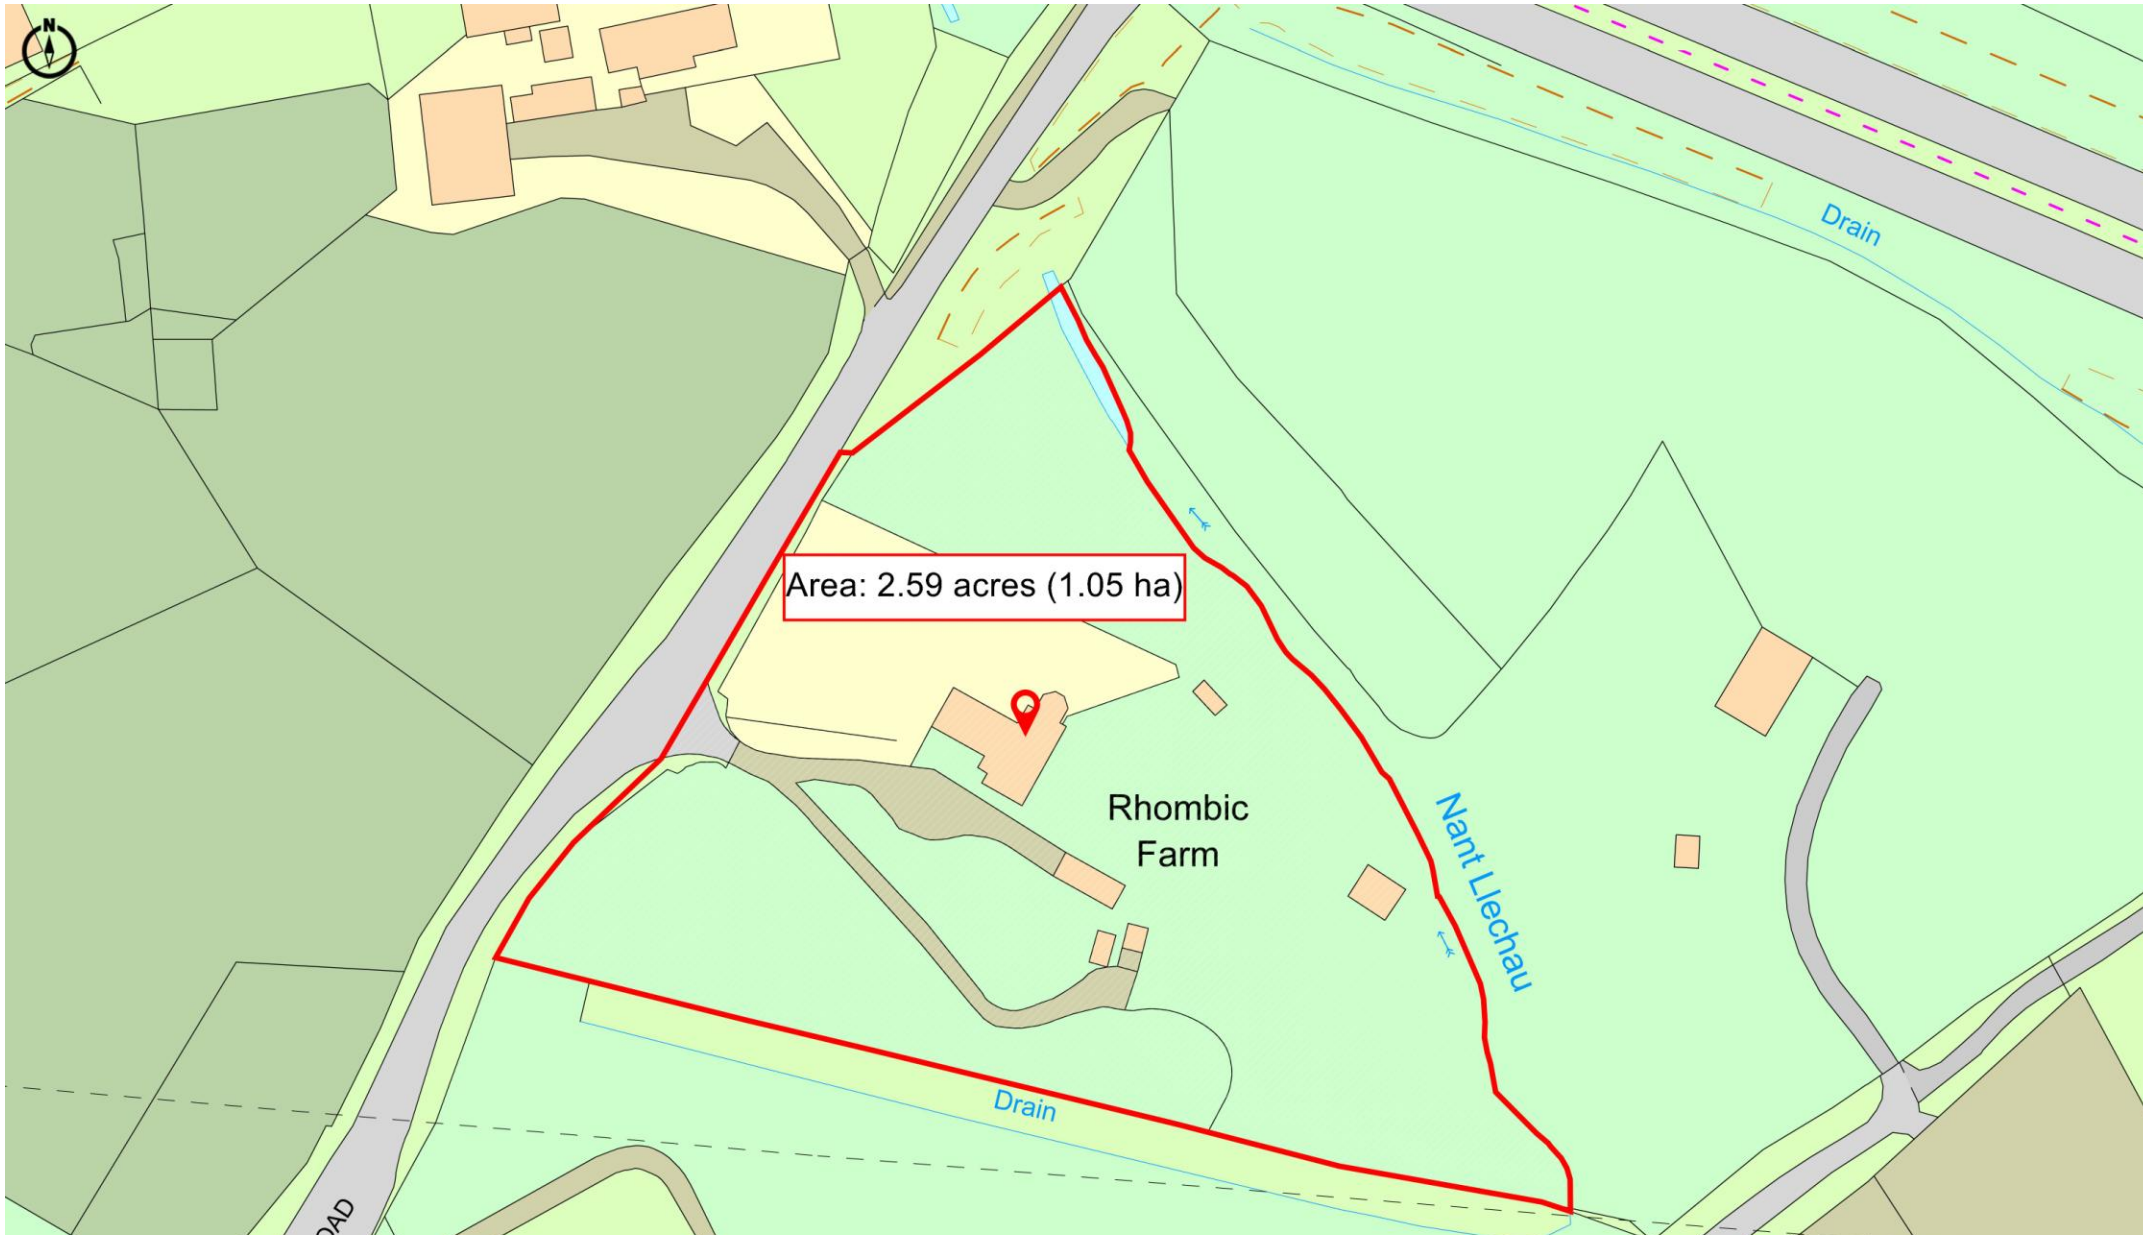 N
Drain
Area: 2.59 acres (1.05 ha)
Rhombic
Farm
Nant Llechau
Drain
OAD